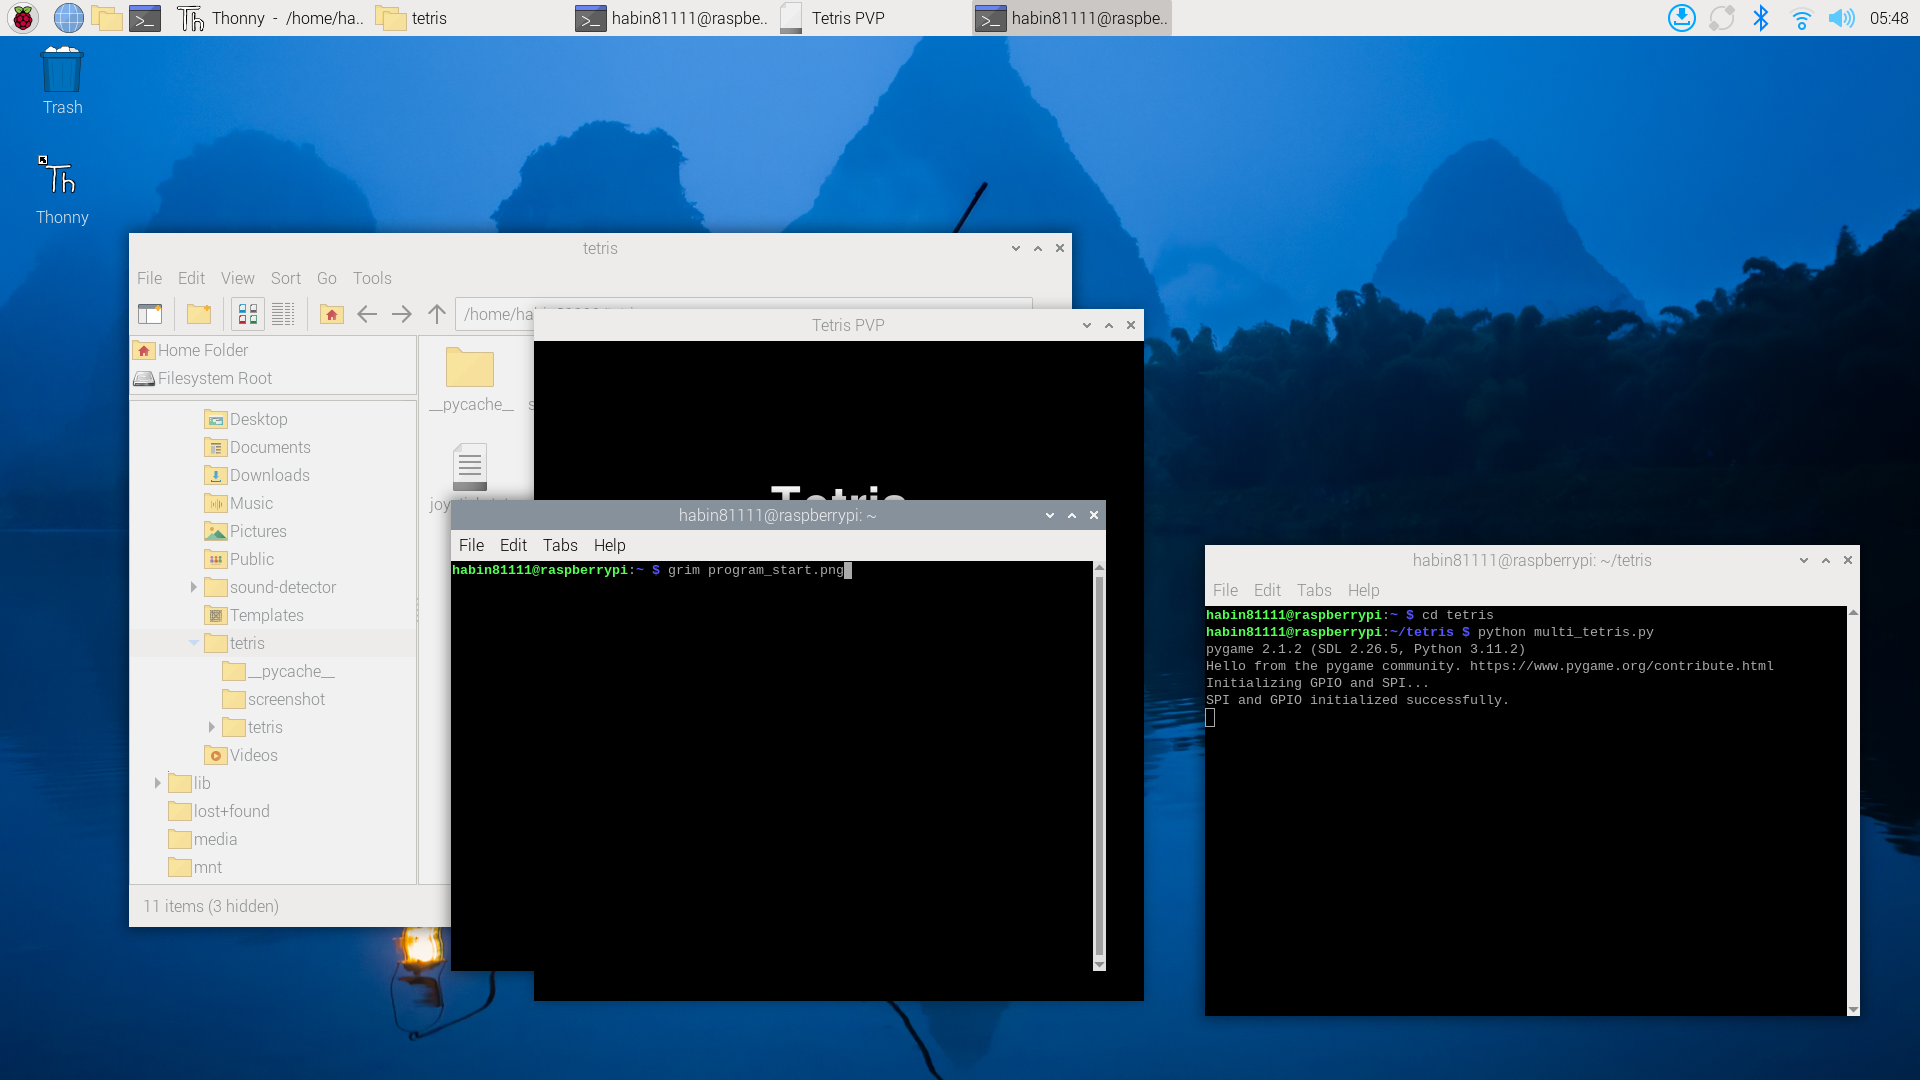 Thonny - /home/ha..
tetris
habin81111@raspbe..
Tetris PVP
habin81111@raspbe..
05:48
Trash
Th
Thonny
tetris
File Edit View Sort Go Tools
Home Folder
Filesystem Root
Desktop
Documents
Downloads
Music
Pictures
Public
sound-detector
Templates
tetris
__pycache__
screenshot
tetris
Videos
lib
lost+found
media
mnt
11 items (3 hidden)
__pycache__
Tetris PVP
Tetris
habin81111@raspberrypi: ~
File Edit Tabs Help
habin81111@raspberrypi:~ $ grim program_start.png
habin81111@raspberrypi: ~/tetris
File Edit Tabs Help
habin81111@raspberrypi:~ $ cd tetris
habin81111@raspberrypi:~/tetris $ python multi_tetris.py
pygame 2.1.2 (SDL 2.26.5, Python 3.11.2)
Hello from the pygame community. https://www.pygame.org/contribute.html
Initializing GPIO and SPI...
SPI and GPIO initialized successfully.